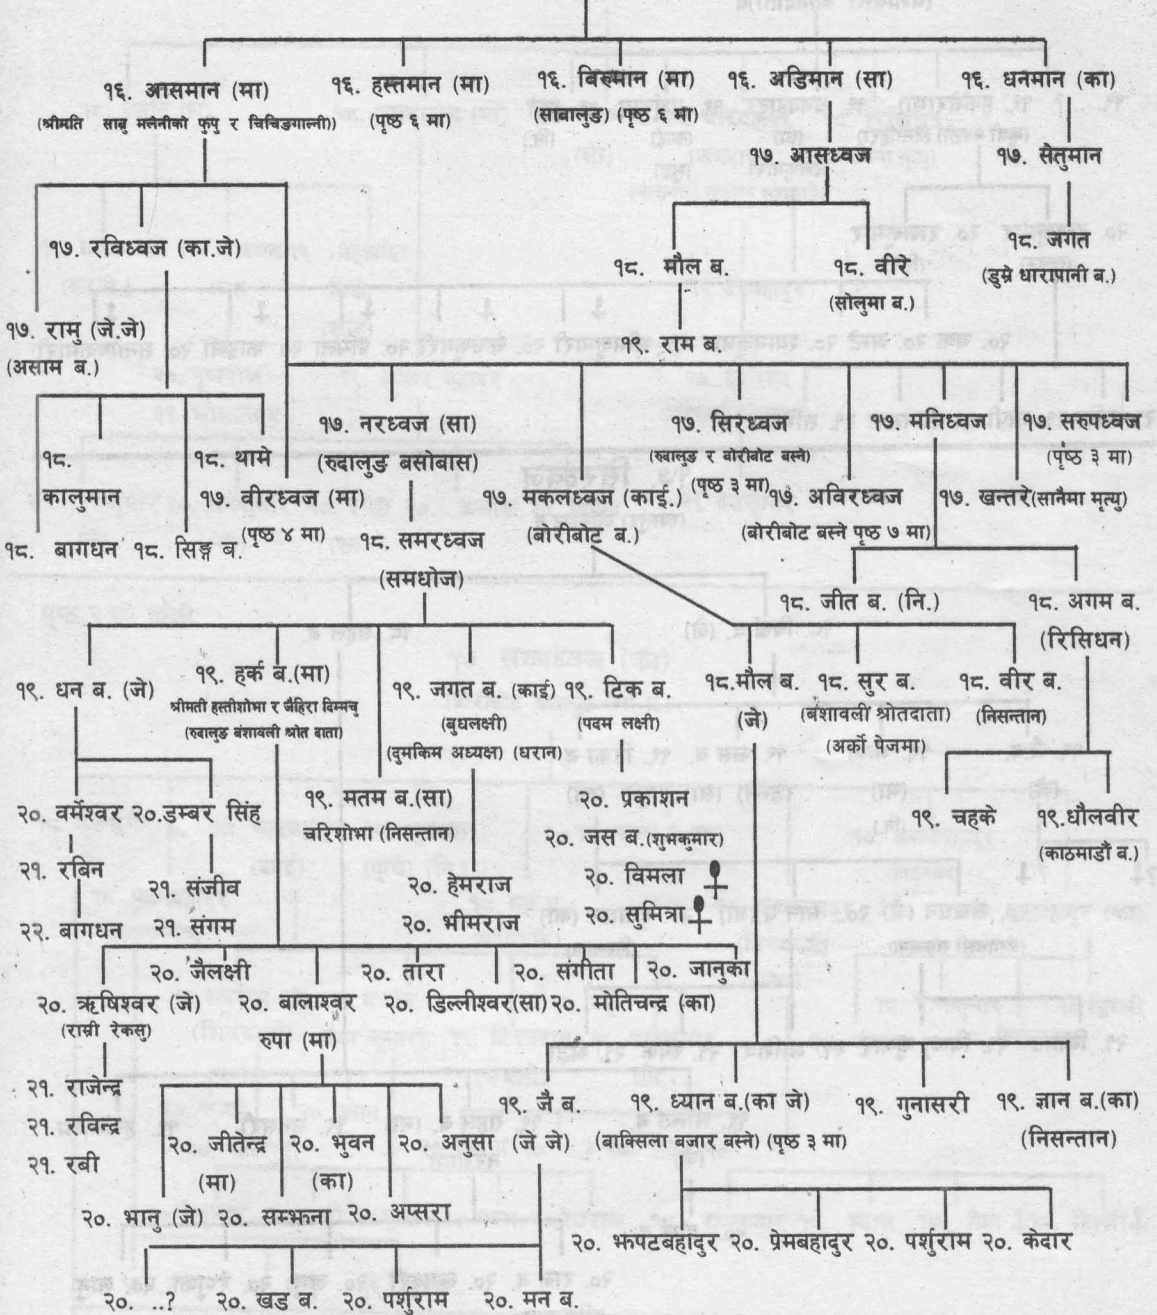 १६. आसमान (मा) १६. हस्तमान (मा) १६. बिरुमान (मा) १६. अडिमान (सा) १६. धनमान (का)
(श्रीमति साबु मलेनीको फुपु र चिचिङगाल्नी)) (पृष्ठ ६ मा) (साबालुङ) (पृष्ठ ६ मा)
१७. आसध्वज १७. सेतुमान
१७. रविध्वज (का.जे) १८. मौल ब. १८. वीरे १८. जगत
(सोलुमा ब.) (डुम्रे धारापानी ब.)
१७. रामु (जे.जे) १९. राम ब.
(असाम ब.)
१७. नरध्वज (सा) १७. सिरध्वज १७. मनिध्वज १७. सरुपध्वज
१८. १८. थामे (रुदालुङ बसोबास) (रुदालुङ र बोरीबोट बस्ने) (पृष्ठ ३ मा)
कालुमान १७. वीरध्वज (मा) १७. मकलध्वज (काई.) (पृष्ठ ३ मा) १७. अविरध्वज १७. खन्तरे (सानैमा मृत्यु)
(पृष्ठ ४ मा) (बोरीबोट ब.) (बोरीबोट बस्ने पृष्ठ ७ मा)
१८. बागधन १८. सिङ्ग ब. १८. समरध्वज
(समधोज)
१८. जीत ब. (नि.) १८. अगम ब.
(रिसिधन)
१९. धन ब. (जे) १९. हर्क ब.(मा) १९. जगत ब. (काई) १९. टिक ब. १८.मौल ब. १८. सुर ब. १८. वीर ब.
श्रीमती हस्तीशोभा र जैहिरा दिम्मचु (बुधलक्षी) (पदम लक्षी) (जे) (बंशावली श्रोतदाता) (निसन्तान)
(रुदालुङ बंशावली श्रोत दाता) (दुमकिम अध्यक्ष) (धरान) (अर्को पेजमा)
२०. वर्मेश्वर २०.डम्बर सिंह १९. मतम ब.(सा) २०. प्रकाशन १९. चहके १९.धौलवीर
चरिशोभा (निसन्तान) २०. जस ब.(शुभकुमार) (काठमाडौं ब.)
२१. रबिन २१. संजीव २०. हेमराज २०. विमला
२२. बागधन २१. संगम २०. भीमराज २०. सुमित्रा
२०. जैलक्षी २०. तारा २०. संगीता २०. जानुका
२०. ऋषिश्वर (जे) २०. बालाश्वर २०. डिल्लीश्वर(सा) २०. मोतिचन्द्र (का)
(राम्री रेकसु) रुपा (मा)
२१. राजेन्द्र १९. जै ब. १९. ध्यान ब.(का जे) १९. गुनासरी १९. ज्ञान ब.(का)
२१. रविन्द्र २०. जीतेन्द्र २०. भुवन २०. अनुसा (जे जे) (बाक्सिला बजार बस्ने) (पृष्ठ ३ मा) (निसन्तान)
२१. रबी (मा) (का)
२०. भानु (जे) २०. सम्झना २०. अप्सरा
२०. झपटबहादुर २०. प्रेमबहादुर २०. पर्शुराम २०. केदार
२०. ..? २०. खड ब. २०. पर्शुराम २०. मन ब.